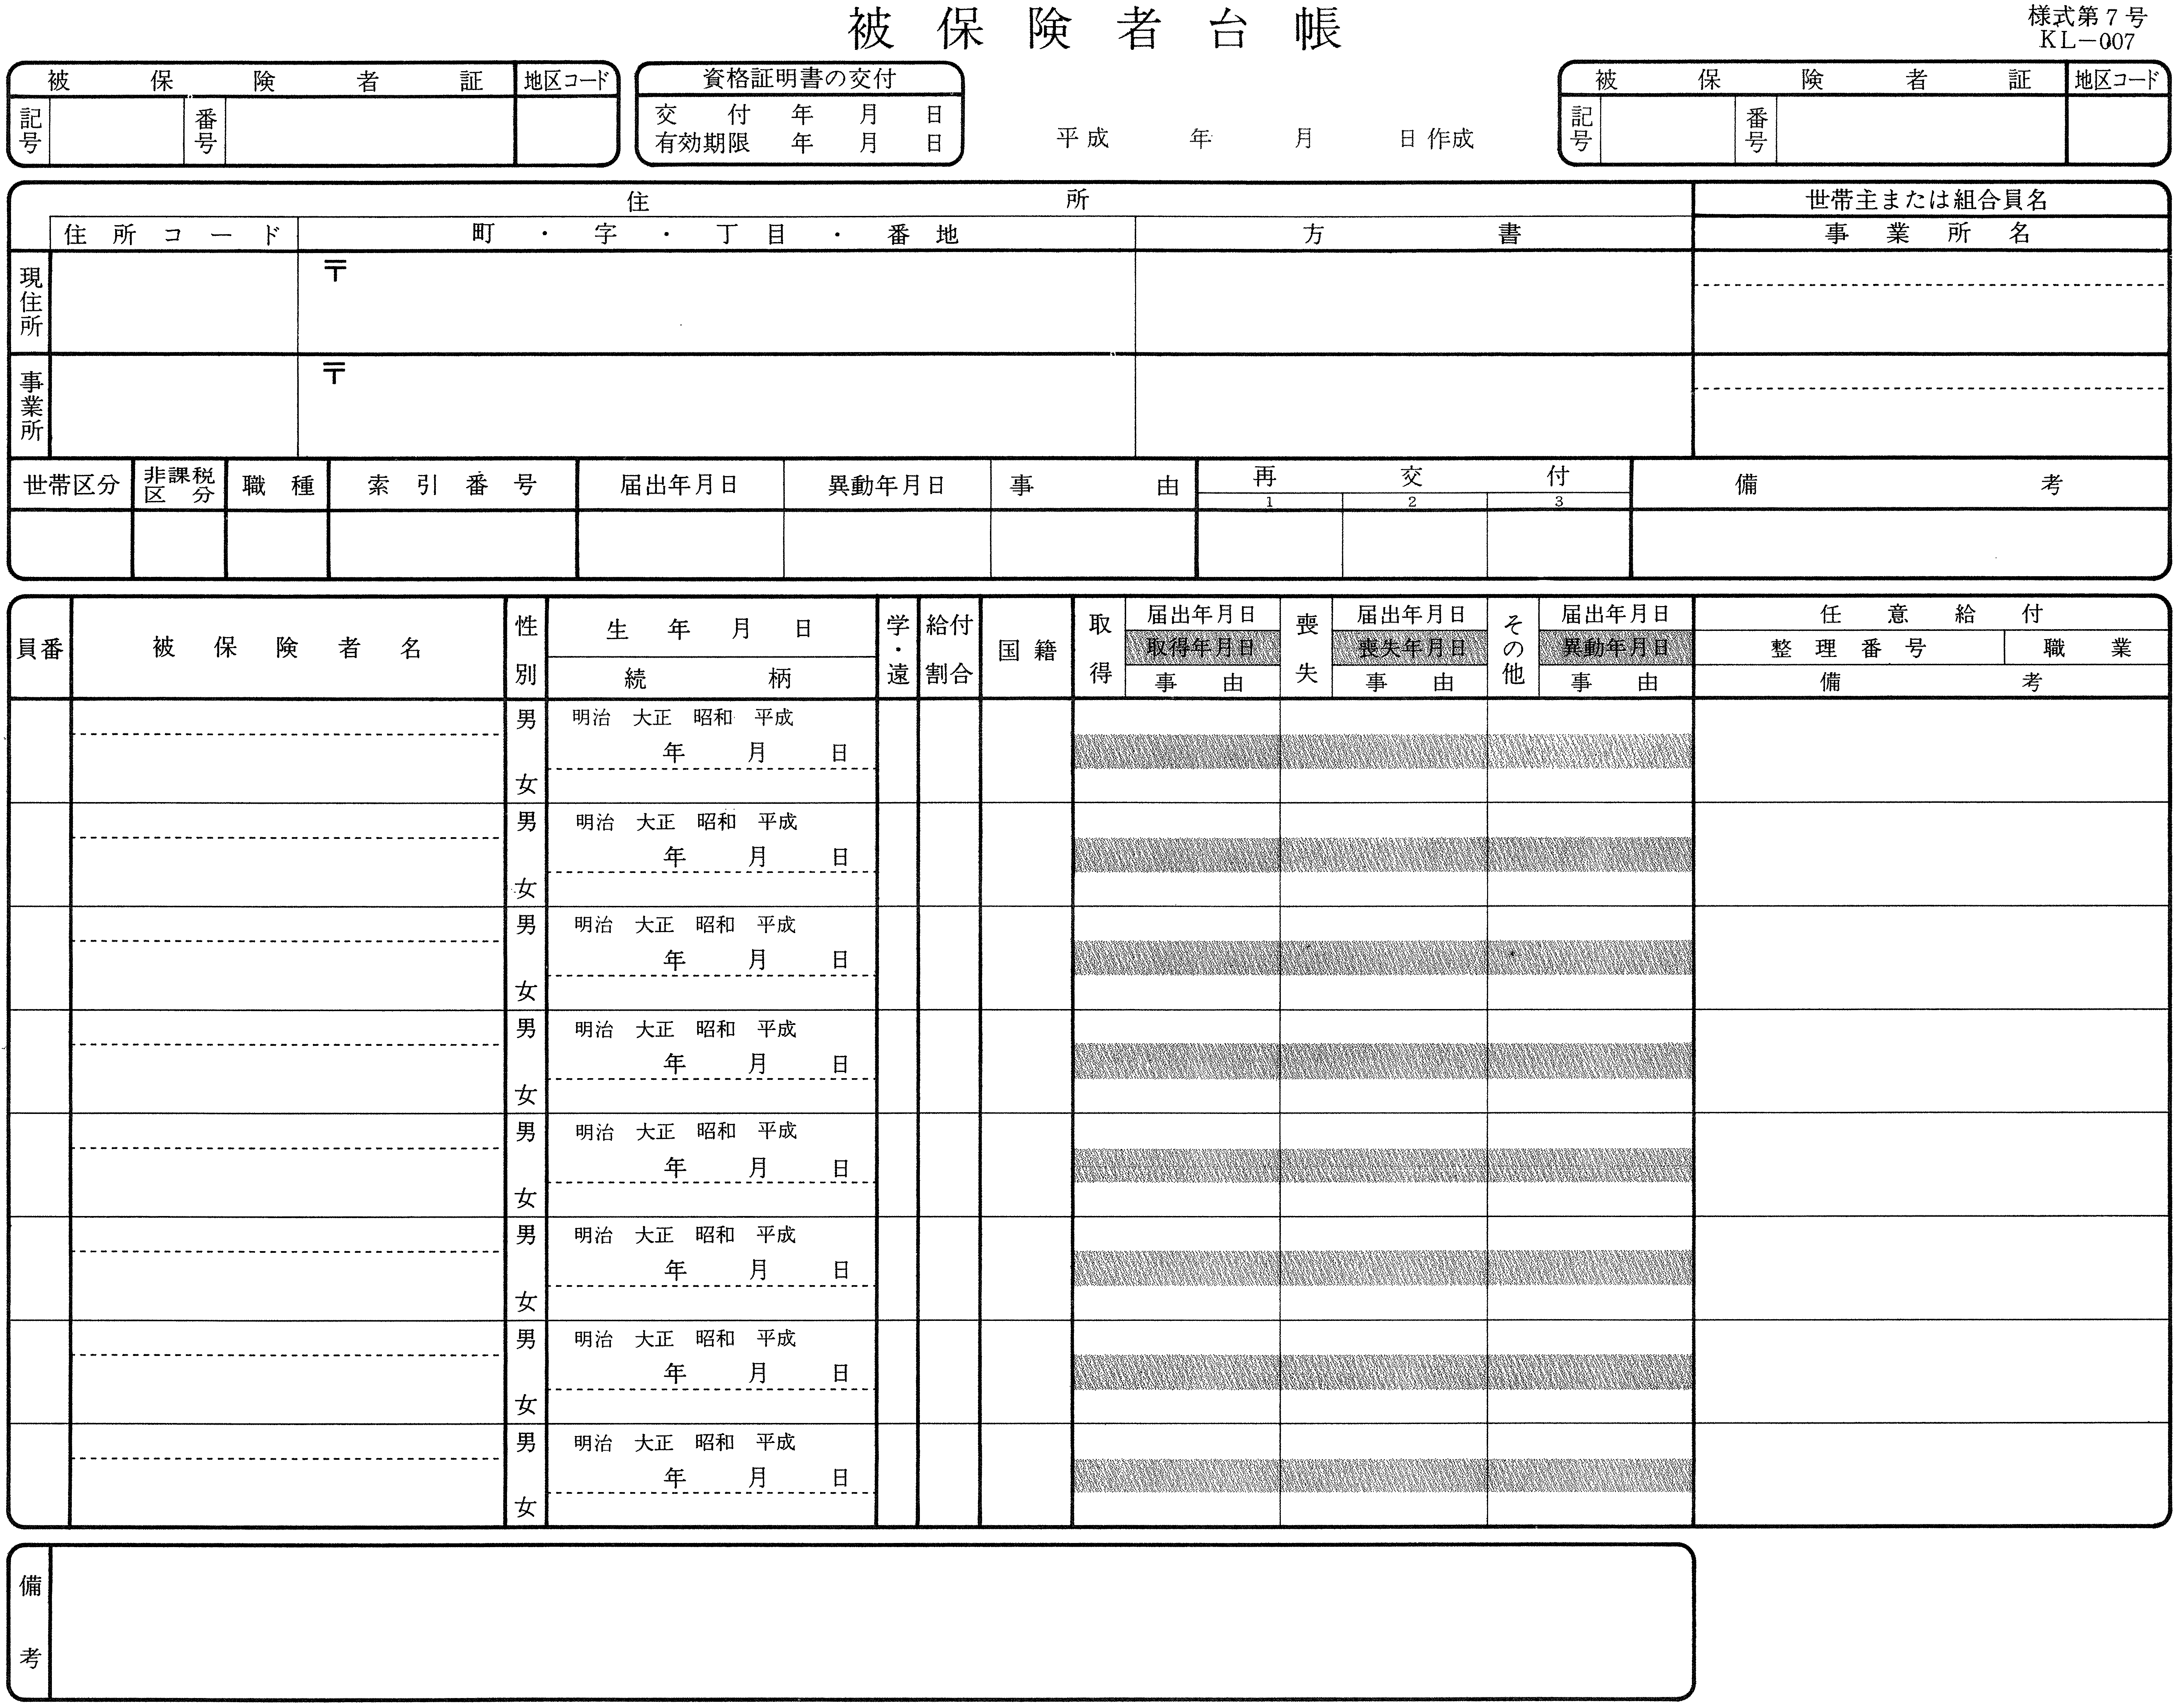 被保険者台帳
様式第7号
KL-007
被保険者証 地区コード
記号 番号
資格証明書の交付
交付 年 月 日
有効期限 年 月 日
平成 年 月 日作成
被保険者証 地区コード
記号 番号
住所 世帯主または組合員名
住所コード 町・字・丁目・番地 方書 事業所名
現住所 〒
事業所 〒
世帯区分 非課税区分 職種 索引番号 届出年月日 異動年月日 事由 再交付 備考
1 2 3
員番 被保険者名 性別 生年月日 学・遠 給付割合 国籍 取得 届出年月日 喪失 届出年月日 その他 届出年月日 任意給付
取得年月日 喪失年月日 異動年月日 整理番号 職業
続柄 事由 事由 事由 備考
男 明治 大正 昭和 平成
年 月 日
女
男 明治 大正 昭和 平成
年 月 日
女
男 明治 大正 昭和 平成
年 月 日
女
男 明治 大正 昭和 平成
年 月 日
女
男 明治 大正 昭和 平成
年 月 日
女
男 明治 大正 昭和 平成
年 月 日
女
男 明治 大正 昭和 平成
年 月 日
女
男 明治 大正 昭和 平成
年 月 日
女
備考